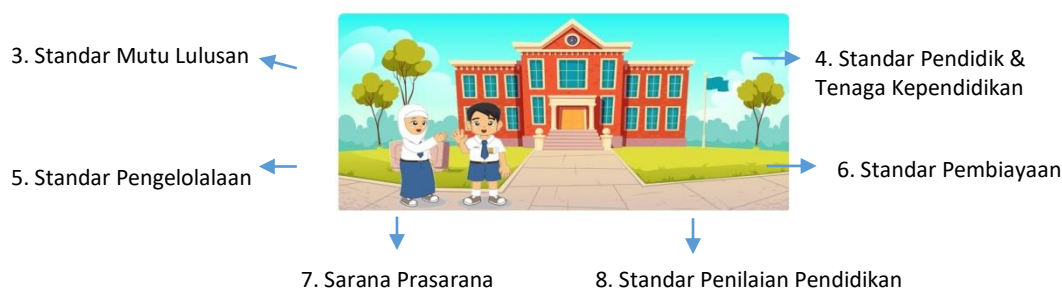 3. Standar Mutu Lulusan
4. Standar Pendidik &
Tenaga Kependidikan
5. Standar Pengelolalaan
6. Standar Pembiayaan
7. Sarana Prasarana
8. Standar Penilaian Pendidikan